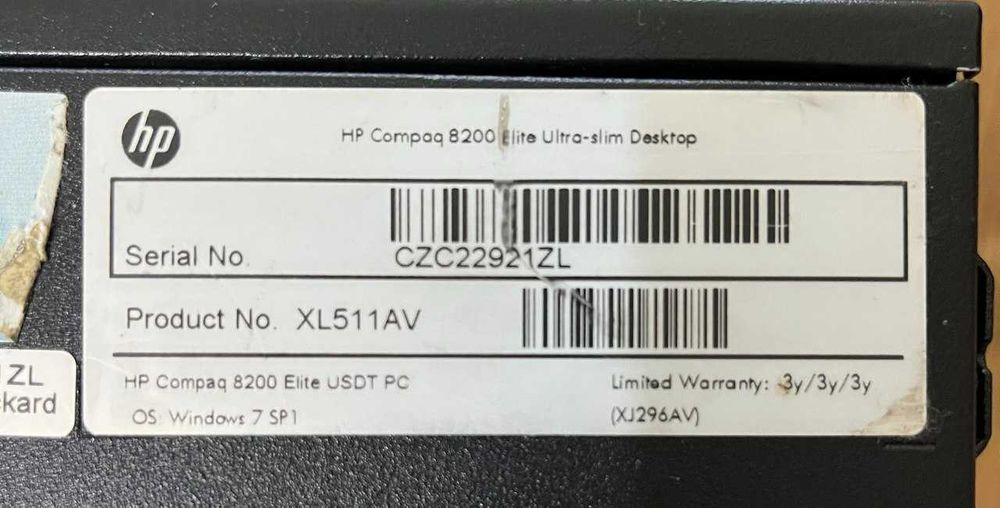 hp
HP Compaq 8200 Elite Ultra-slim Desktop
Serial No.
CZC22921ZL
Product No. XL511AV
HP Compaq 8200 Elite USDT PC
Limited Warranty: 3y/3y/3y
OS: Windows 7 SP1
(XJ296AV)
ZL
kard